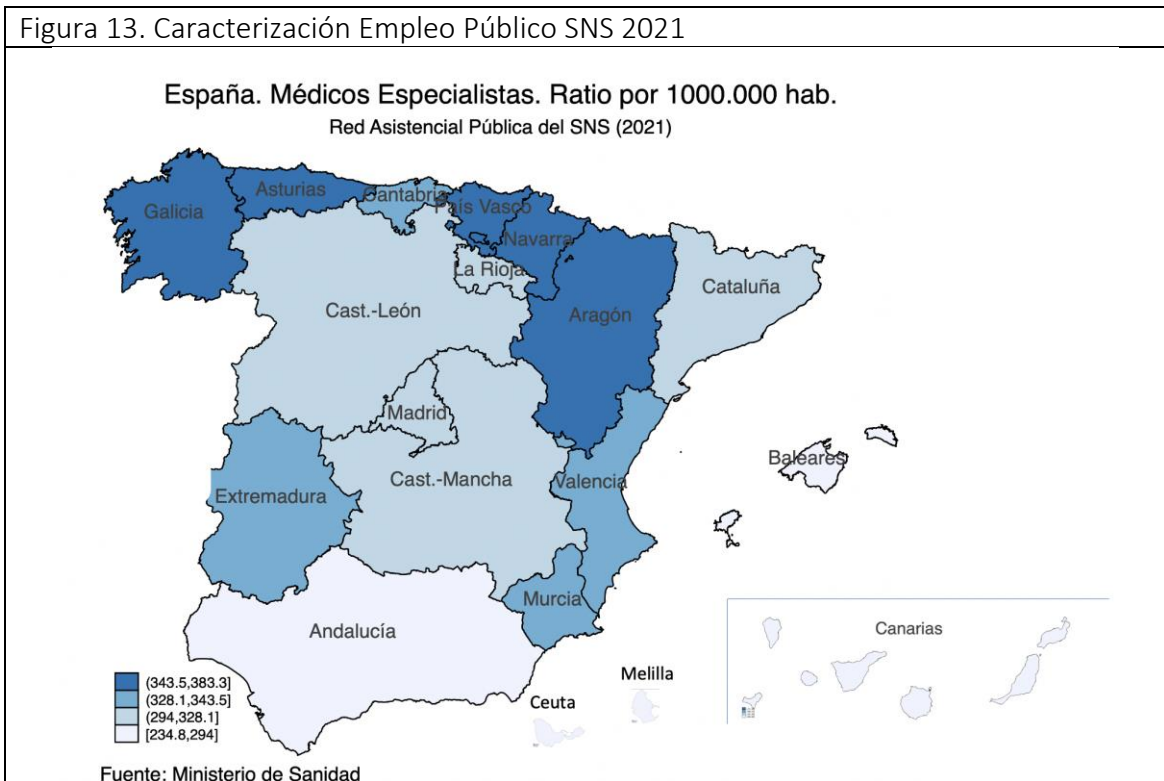 Figura 13. Caracterización Empleo Público SNS 2021
España. Médicos Especialistas. Ratio por 1000.000 hab.
Red Asistencial Pública del SNS (2021)
Galicia
Asturias
Cantabria
País Vasco
Navarra
La Rioja
Cataluña
Aragón
Cast.-León
Madrid
Baleares
Cast.-Mancha
Valencia
Extremadura
Murcia
Andalucía
Canarias
Melilla
Ceuta
(343.5,383.3]
(328.1,343.5]
(294,328.1]
[234.8,294]
Fuente: Ministerio de Sanidad